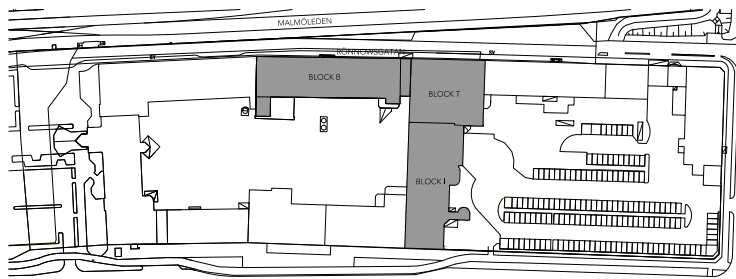 MALMÖLEDEN
RÖNNOWSGATAN
BLOCK B
BLOCK T
BLOCK I